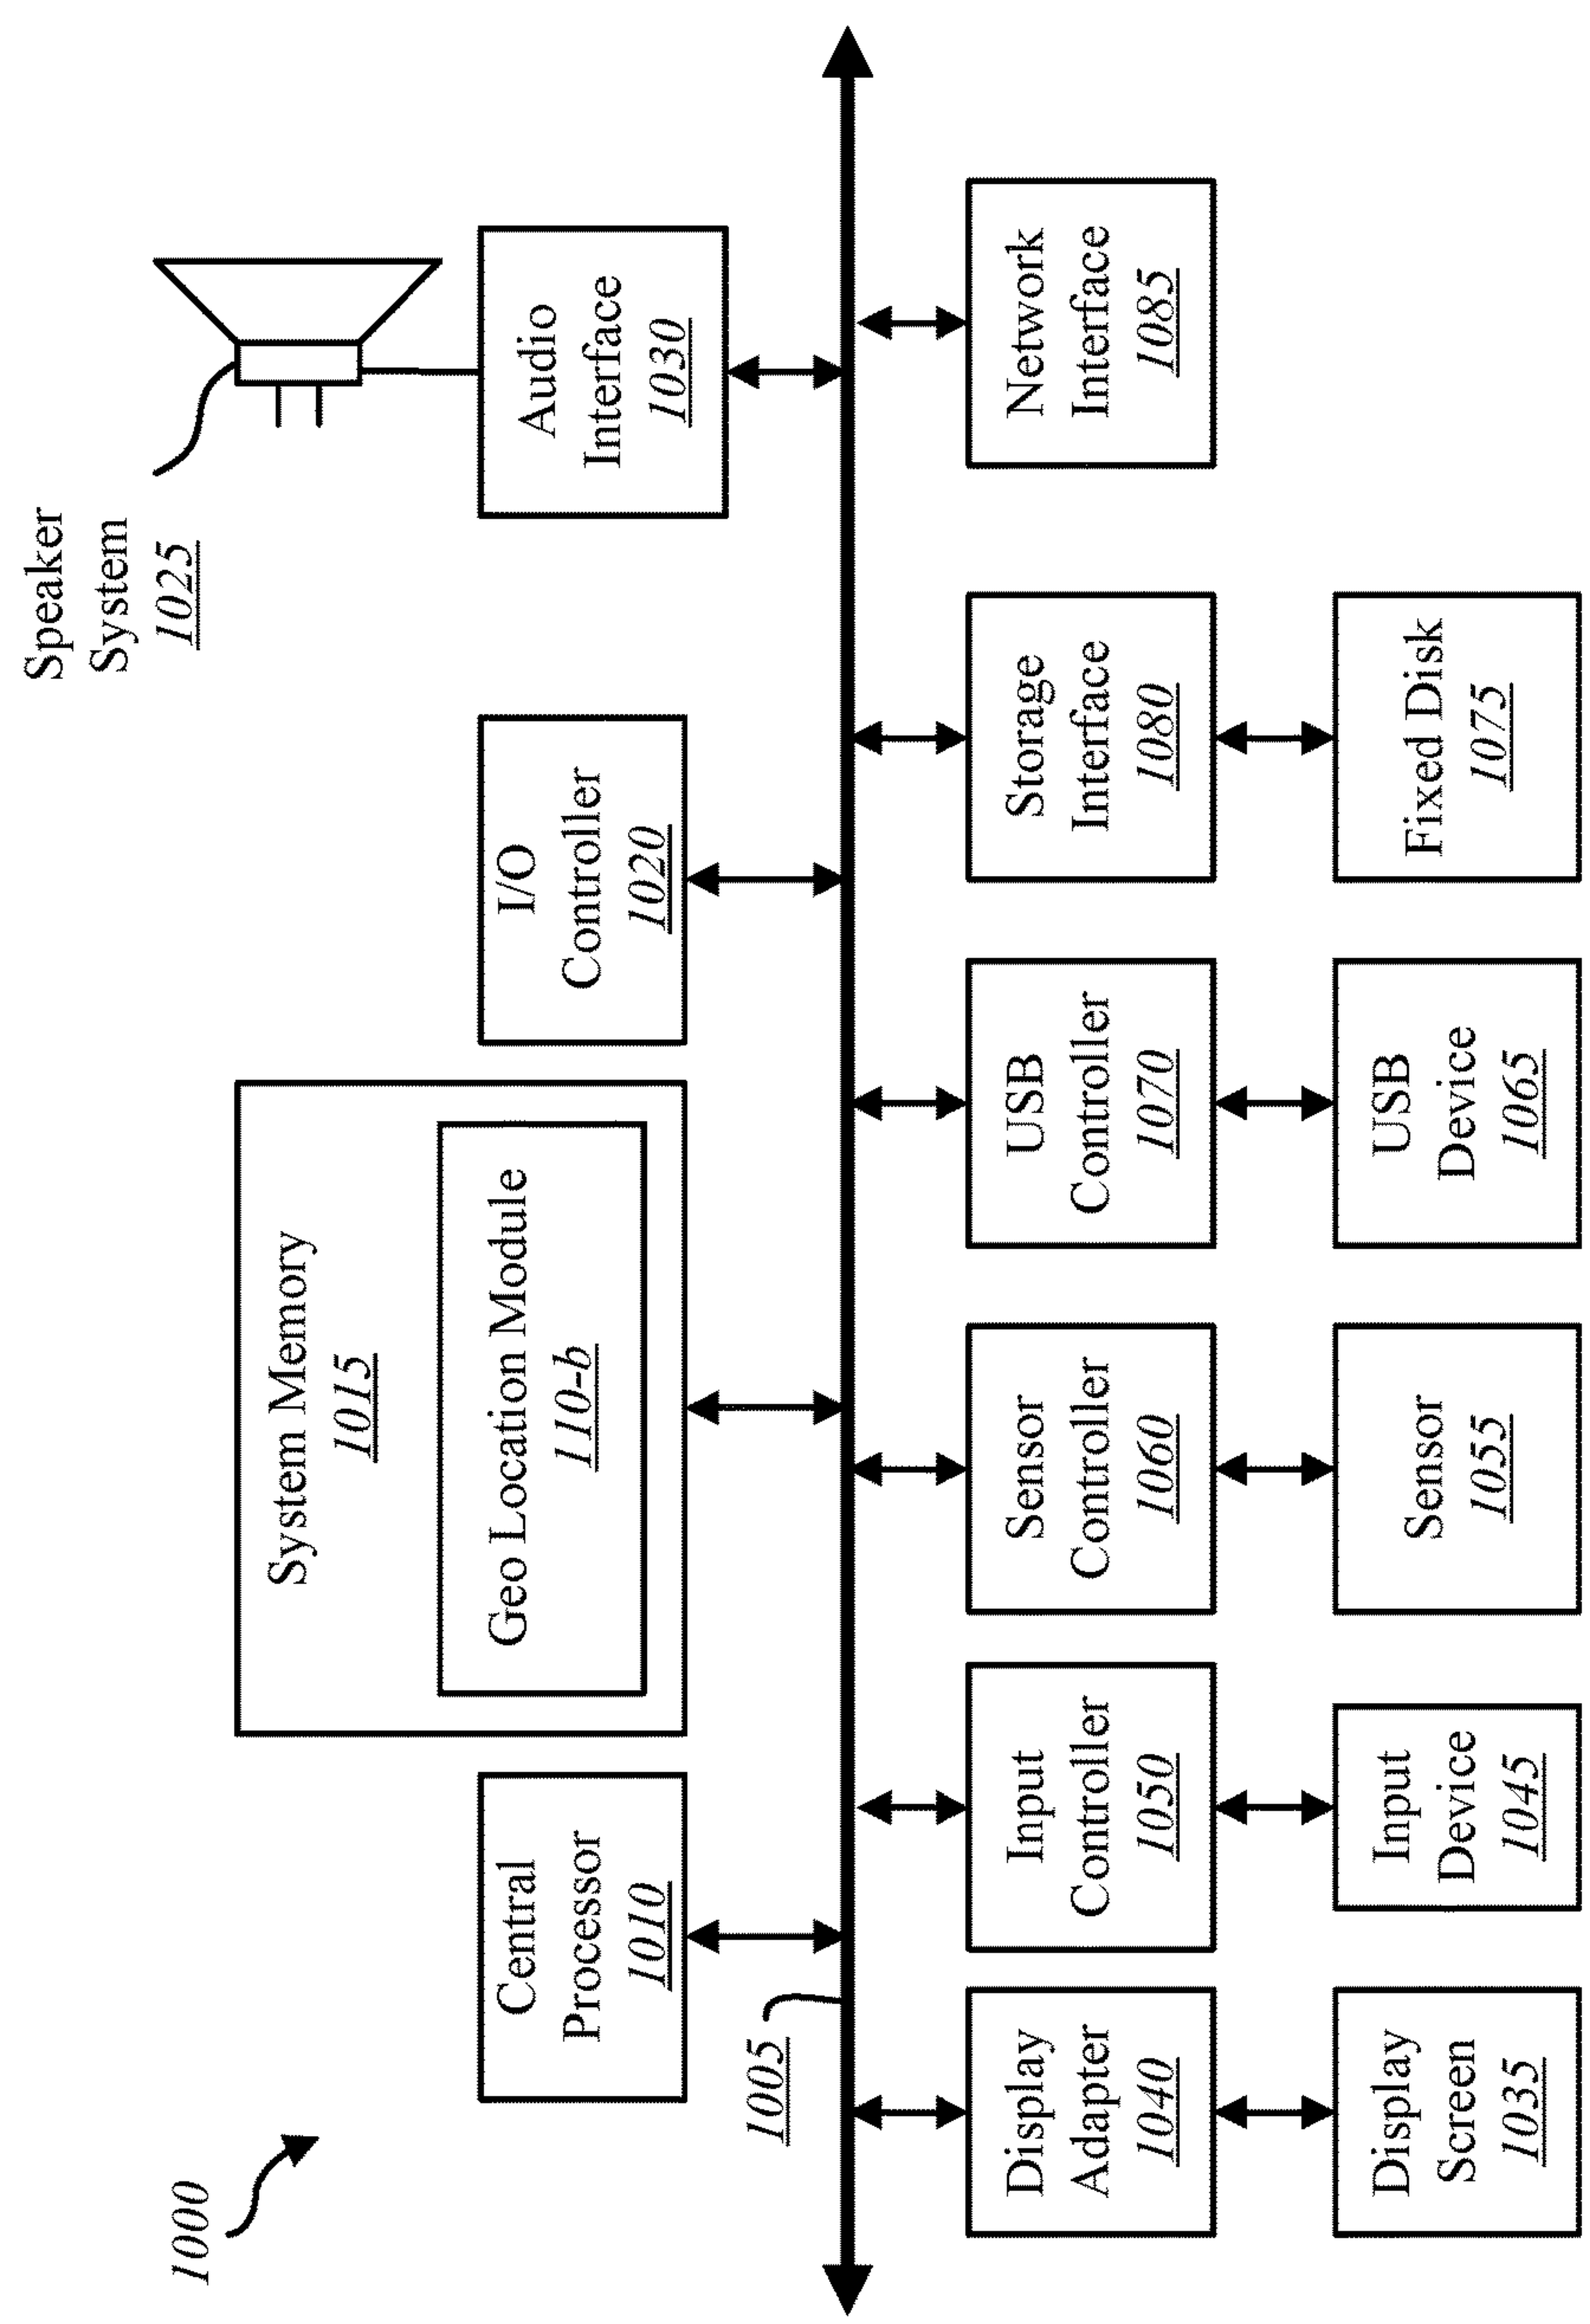 1000
Speaker
System
1025
System Memory
1015
Geo Location Module
110-b
Central
Processor
1010
I/O
Controller
1020
Audio
Interface
1030
1005
Display
Adapter
1040
Input
Controller
1050
Sensor
Controller
1060
USB
Controller
1070
Storage
Interface
1080
Network
Interface
1085
Display
Screen
1035
Input
Device
1045
Sensor
1055
USB
Device
1065
Fixed Disk
1075